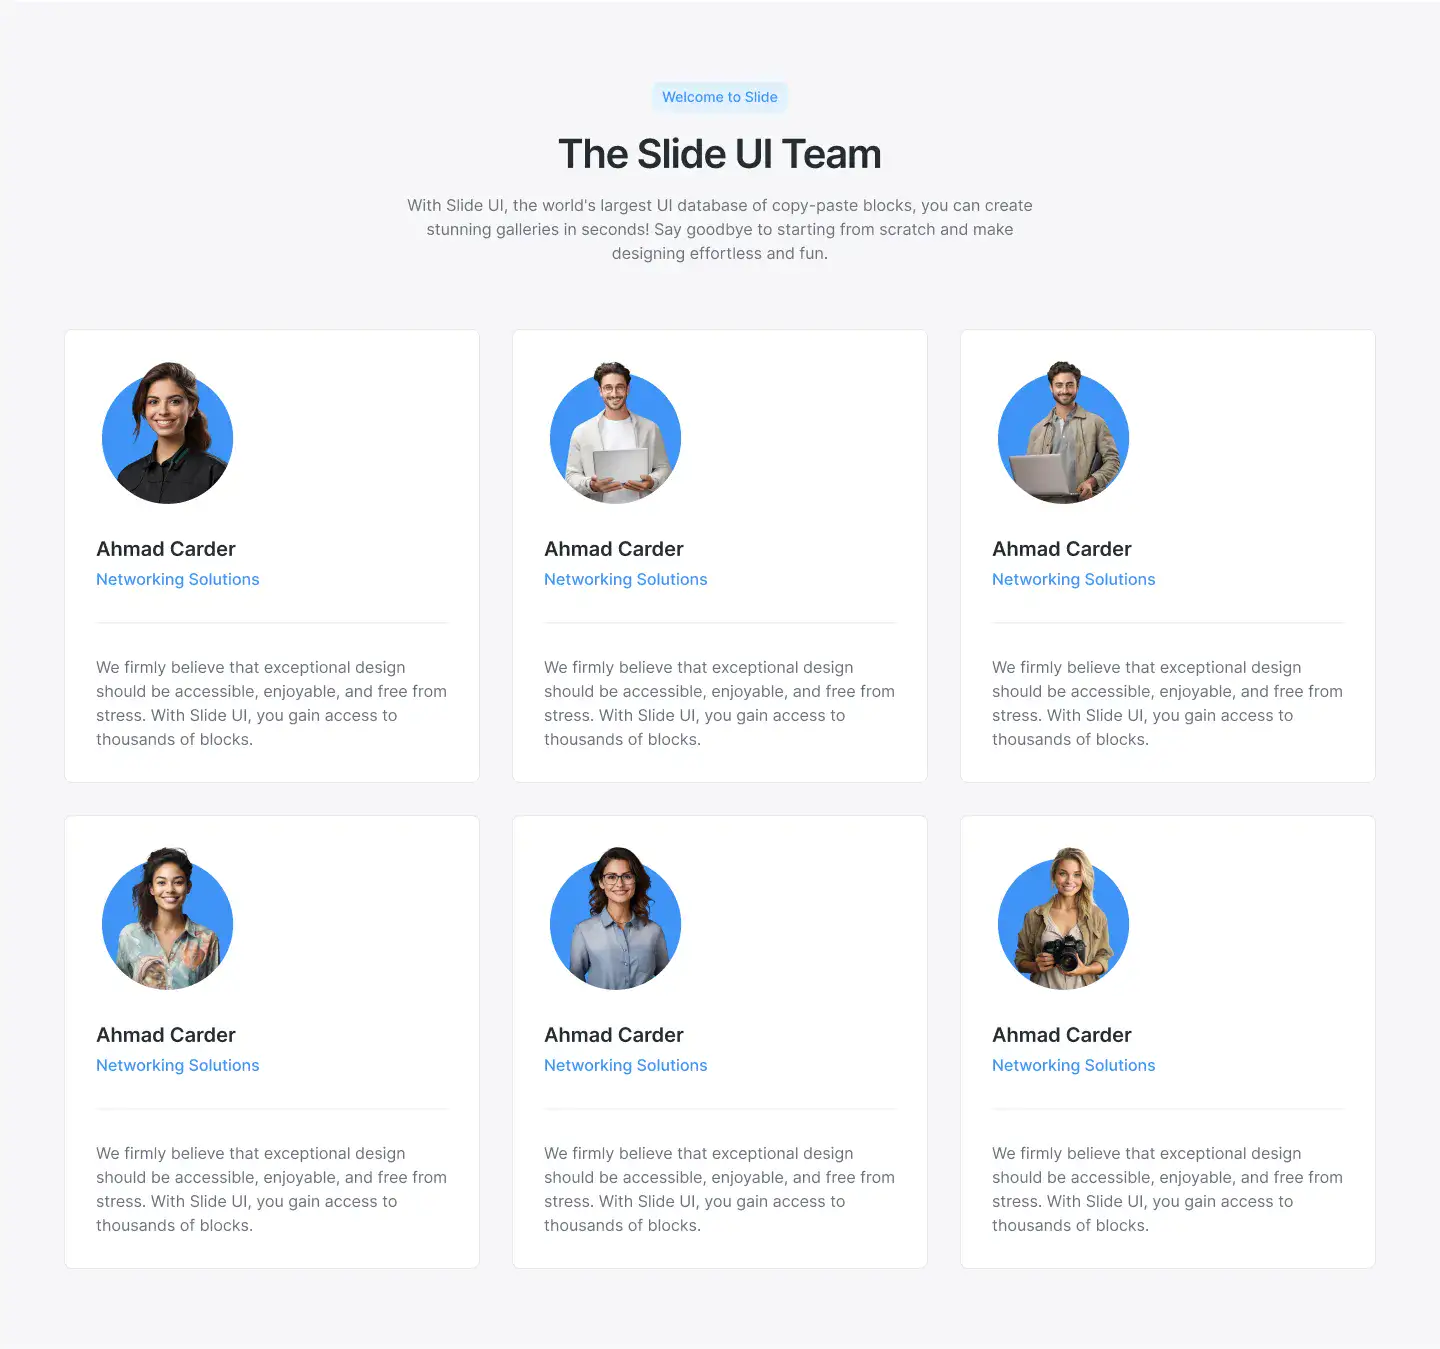 Welcome to Slide
The Slide UI Team
With Slide UI, the world's largest UI database of copy-paste blocks, you can create
stunning galleries in seconds! Say goodbye to starting from scratch and make
designing effortless and fun.
Ahmad Carder
Networking Solutions
We firmly believe that exceptional design
should be accessible, enjoyable, and free from
stress. With Slide UI, you gain access to
thousands of blocks.
Ahmad Carder
Networking Solutions
We firmly believe that exceptional design
should be accessible, enjoyable, and free from
stress. With Slide UI, you gain access to
thousands of blocks.
Ahmad Carder
Networking Solutions
We firmly believe that exceptional design
should be accessible, enjoyable, and free from
stress. With Slide UI, you gain access to
thousands of blocks.
Ahmad Carder
Networking Solutions
We firmly believe that exceptional design
should be accessible, enjoyable, and free from
stress. With Slide UI, you gain access to
thousands of blocks.
Ahmad Carder
Networking Solutions
We firmly believe that exceptional design
should be accessible, enjoyable, and free from
stress. With Slide UI, you gain access to
thousands of blocks.
Ahmad Carder
Networking Solutions
We firmly believe that exceptional design
should be accessible, enjoyable, and free from
stress. With Slide UI, you gain access to
thousands of blocks.